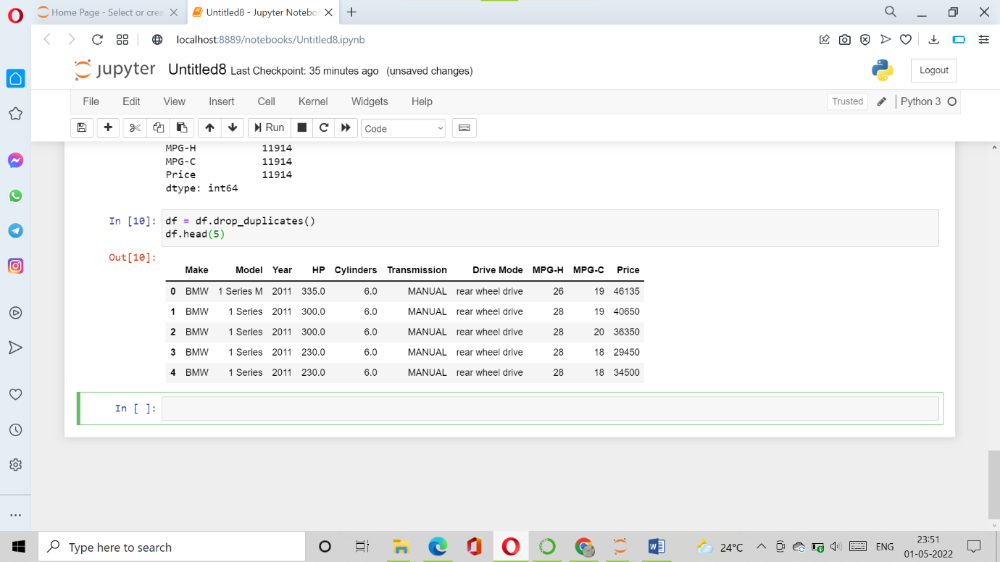 Home Page - Select or crea
Untitled8 - Jupyter Notebo
localhost:8889/notebooks/Untitled8.ipynb
jupyter Untitled8 Last Checkpoint: 35 minutes ago (unsaved changes)
Logout
File Edit View Insert Cell Kernel Widgets Help
Trusted Python 3
Run Code
MPG-H 11914
MPG-C 11914
Price 11914
dtype: int64
In [10]: df = df.drop_duplicates()
df.head(5)
Out[10]:
Make Model Year HP Cylinders Transmission Drive Mode MPG-H MPG-C Price
0 BMW 1 Series M 2011 335.0 6.0 MANUAL rear wheel drive 26 19 46135
1 BMW 1 Series 2011 300.0 6.0 MANUAL rear wheel drive 28 19 40650
2 BMW 1 Series 2011 300.0 6.0 MANUAL rear wheel drive 28 20 36350
3 BMW 1 Series 2011 230.0 6.0 MANUAL rear wheel drive 28 18 29450
4 BMW 1 Series 2011 230.0 6.0 MANUAL rear wheel drive 28 18 34500
In [ ]:
Type here to search
24°C
ENG
23:51
01-05-2022